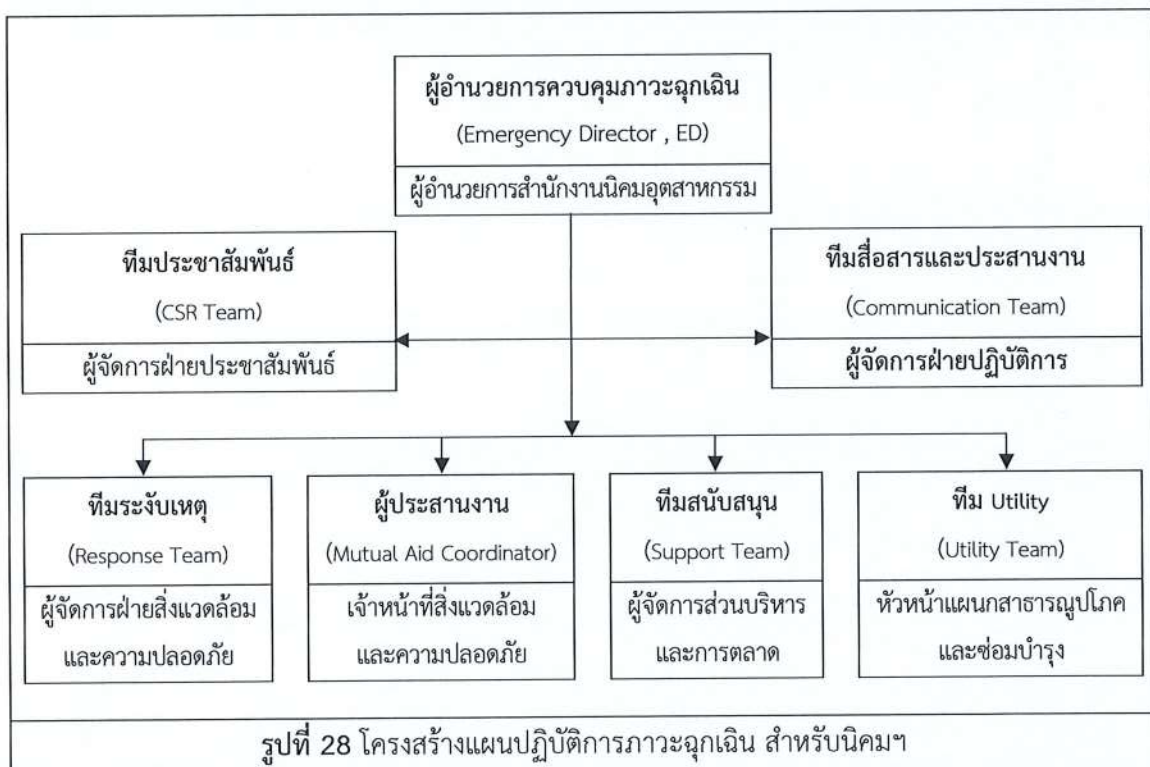 ผู้อำนวยการควบคุมภาวะฉุกเฉิน
(Emergency Director , ED)
ผู้อำนวยการสำนักงานนิคมอุตสาหกรรม
ทีมประชาสัมพันธ์
(CSR Team)
ผู้จัดการฝ่ายประชาสัมพันธ์
ทีมสื่อสารและประสานงาน
(Communication Team)
ผู้จัดการฝ่ายปฏิบัติการ
ทีมระงับเหตุ
(Response Team)
ผู้จัดการฝ่ายสิ่งแวดล้อม
และความปลอดภัย
ผู้ประสานงาน
(Mutual Aid Coordinator)
เจ้าหน้าที่สิ่งแวดล้อม
และความปลอดภัย
ทีมสนับสนุน
(Support Team)
ผู้จัดการส่วนบริหาร
และการตลาด
ทีม Utility
(Utility Team)
หัวหน้าแผนกสาธารณูปโภค
และซ่อมบำรุง
รูปที่ 28 โครงสร้างแผนปฏิบัติการภาวะฉุกเฉิน สำหรับนิคมฯ